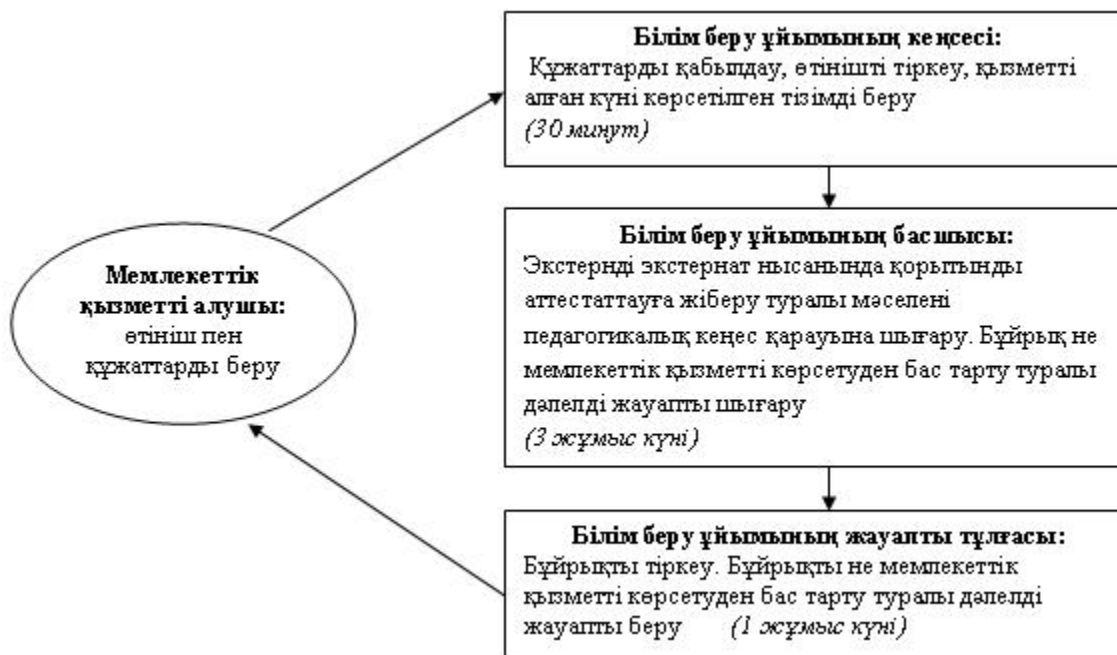 Мемлекеттік
қызметті алушы:
өтініш пен
құжаттарды беру
Білім беру ұйымының кеңсесі:
Құжаттарды қабылдау, өтінішті тіркеу, қызметті
алған күні көрсетілген тізімді беру
(30 минут)
Білім беру ұйымының басшысы:
Экстернді экстернат нысанында қорытынды
аттестаттауға жіберу туралы мәселені
педагогикалық кеңес қарауына шығару. Бұйрық не
мемлекеттік қызметті көрсетуден бас тарту туралы
дәлелді жауапты шығару
(3 жұмыс күні)
Білім беру ұйымының жауапты тұлғасы:
Бұйрықты тіркеу. Бұйрықты не мемлекеттік
қызметті көрсетуден бас тарту туралы дәлелді
жауапты беру (1 жұмыс күні)